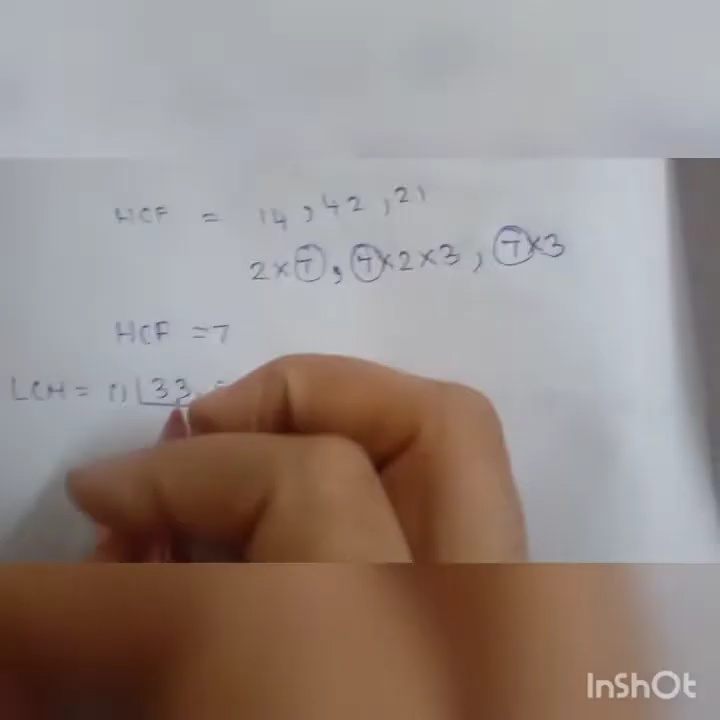 HCF = 14, 42, 21
2×7, 7×2×3, 7×3
HCF = 7
LCM = 11 33
InShOt